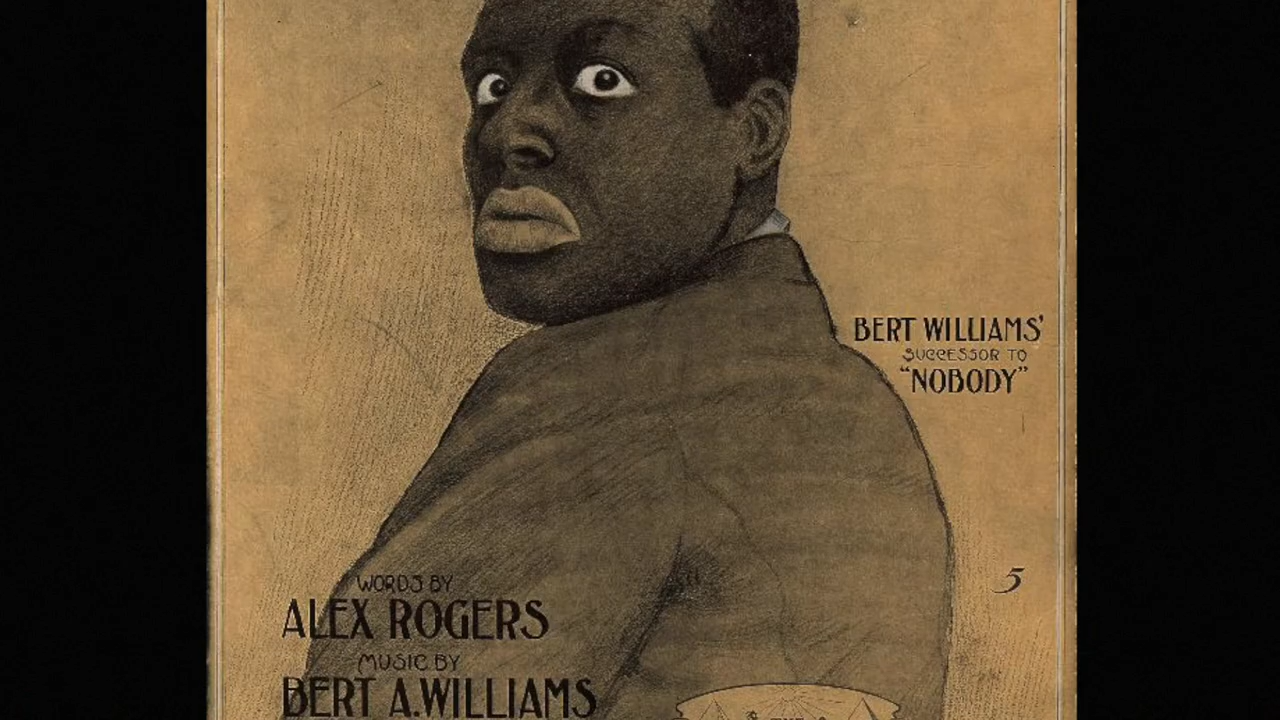 BERT WILLIAMS'
SUCCESSOR TO
"NOBODY"
5
WORDS BY
ALEX ROGERS
MUSIC BY
BERT A. WILLIAMS